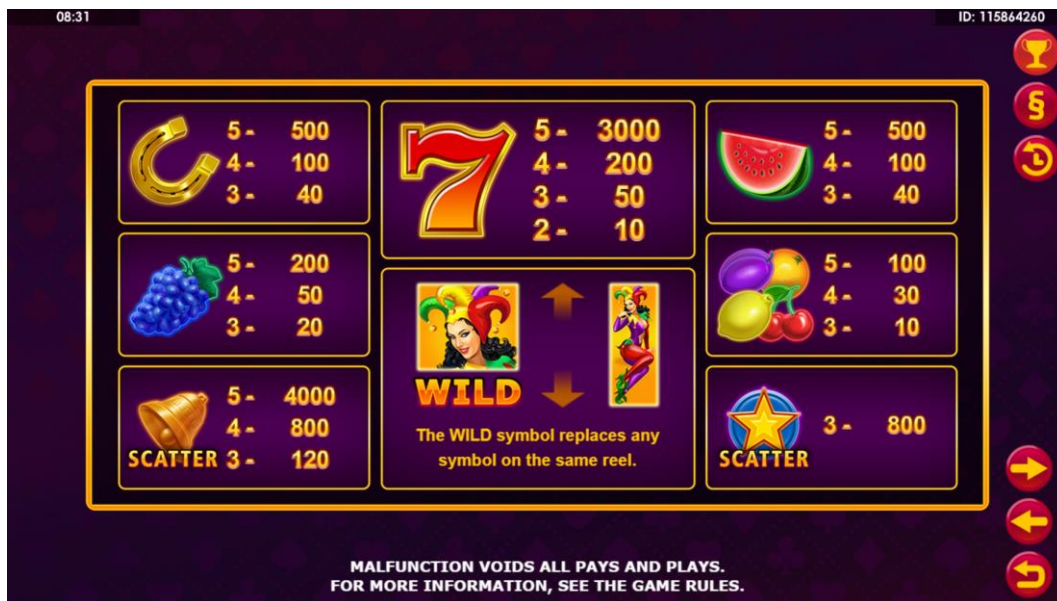 08:31
ID: 115864260
5 - 500
4 - 100
3 - 40
5 - 3000
4 - 200
3 - 50
2 - 10
5 - 500
4 - 100
3 - 40
5 - 200
4 - 50
3 - 20
5 - 100
4 - 30
3 - 10
WILD
The WILD symbol replaces any
symbol on the same reel.
5 - 4000
4 - 800
SCATTER 3 - 120
3 - 800
SCATTER
MALFUNCTION VOIDS ALL PAYS AND PLAYS.
FOR MORE INFORMATION, SEE THE GAME RULES.